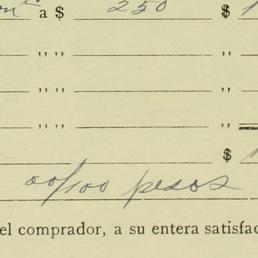 a $ 250 $
,, ,, ,,
,, ,, ,,
,, ,, ,,
$
00/100 pesos
el comprador, a su entera satisfac